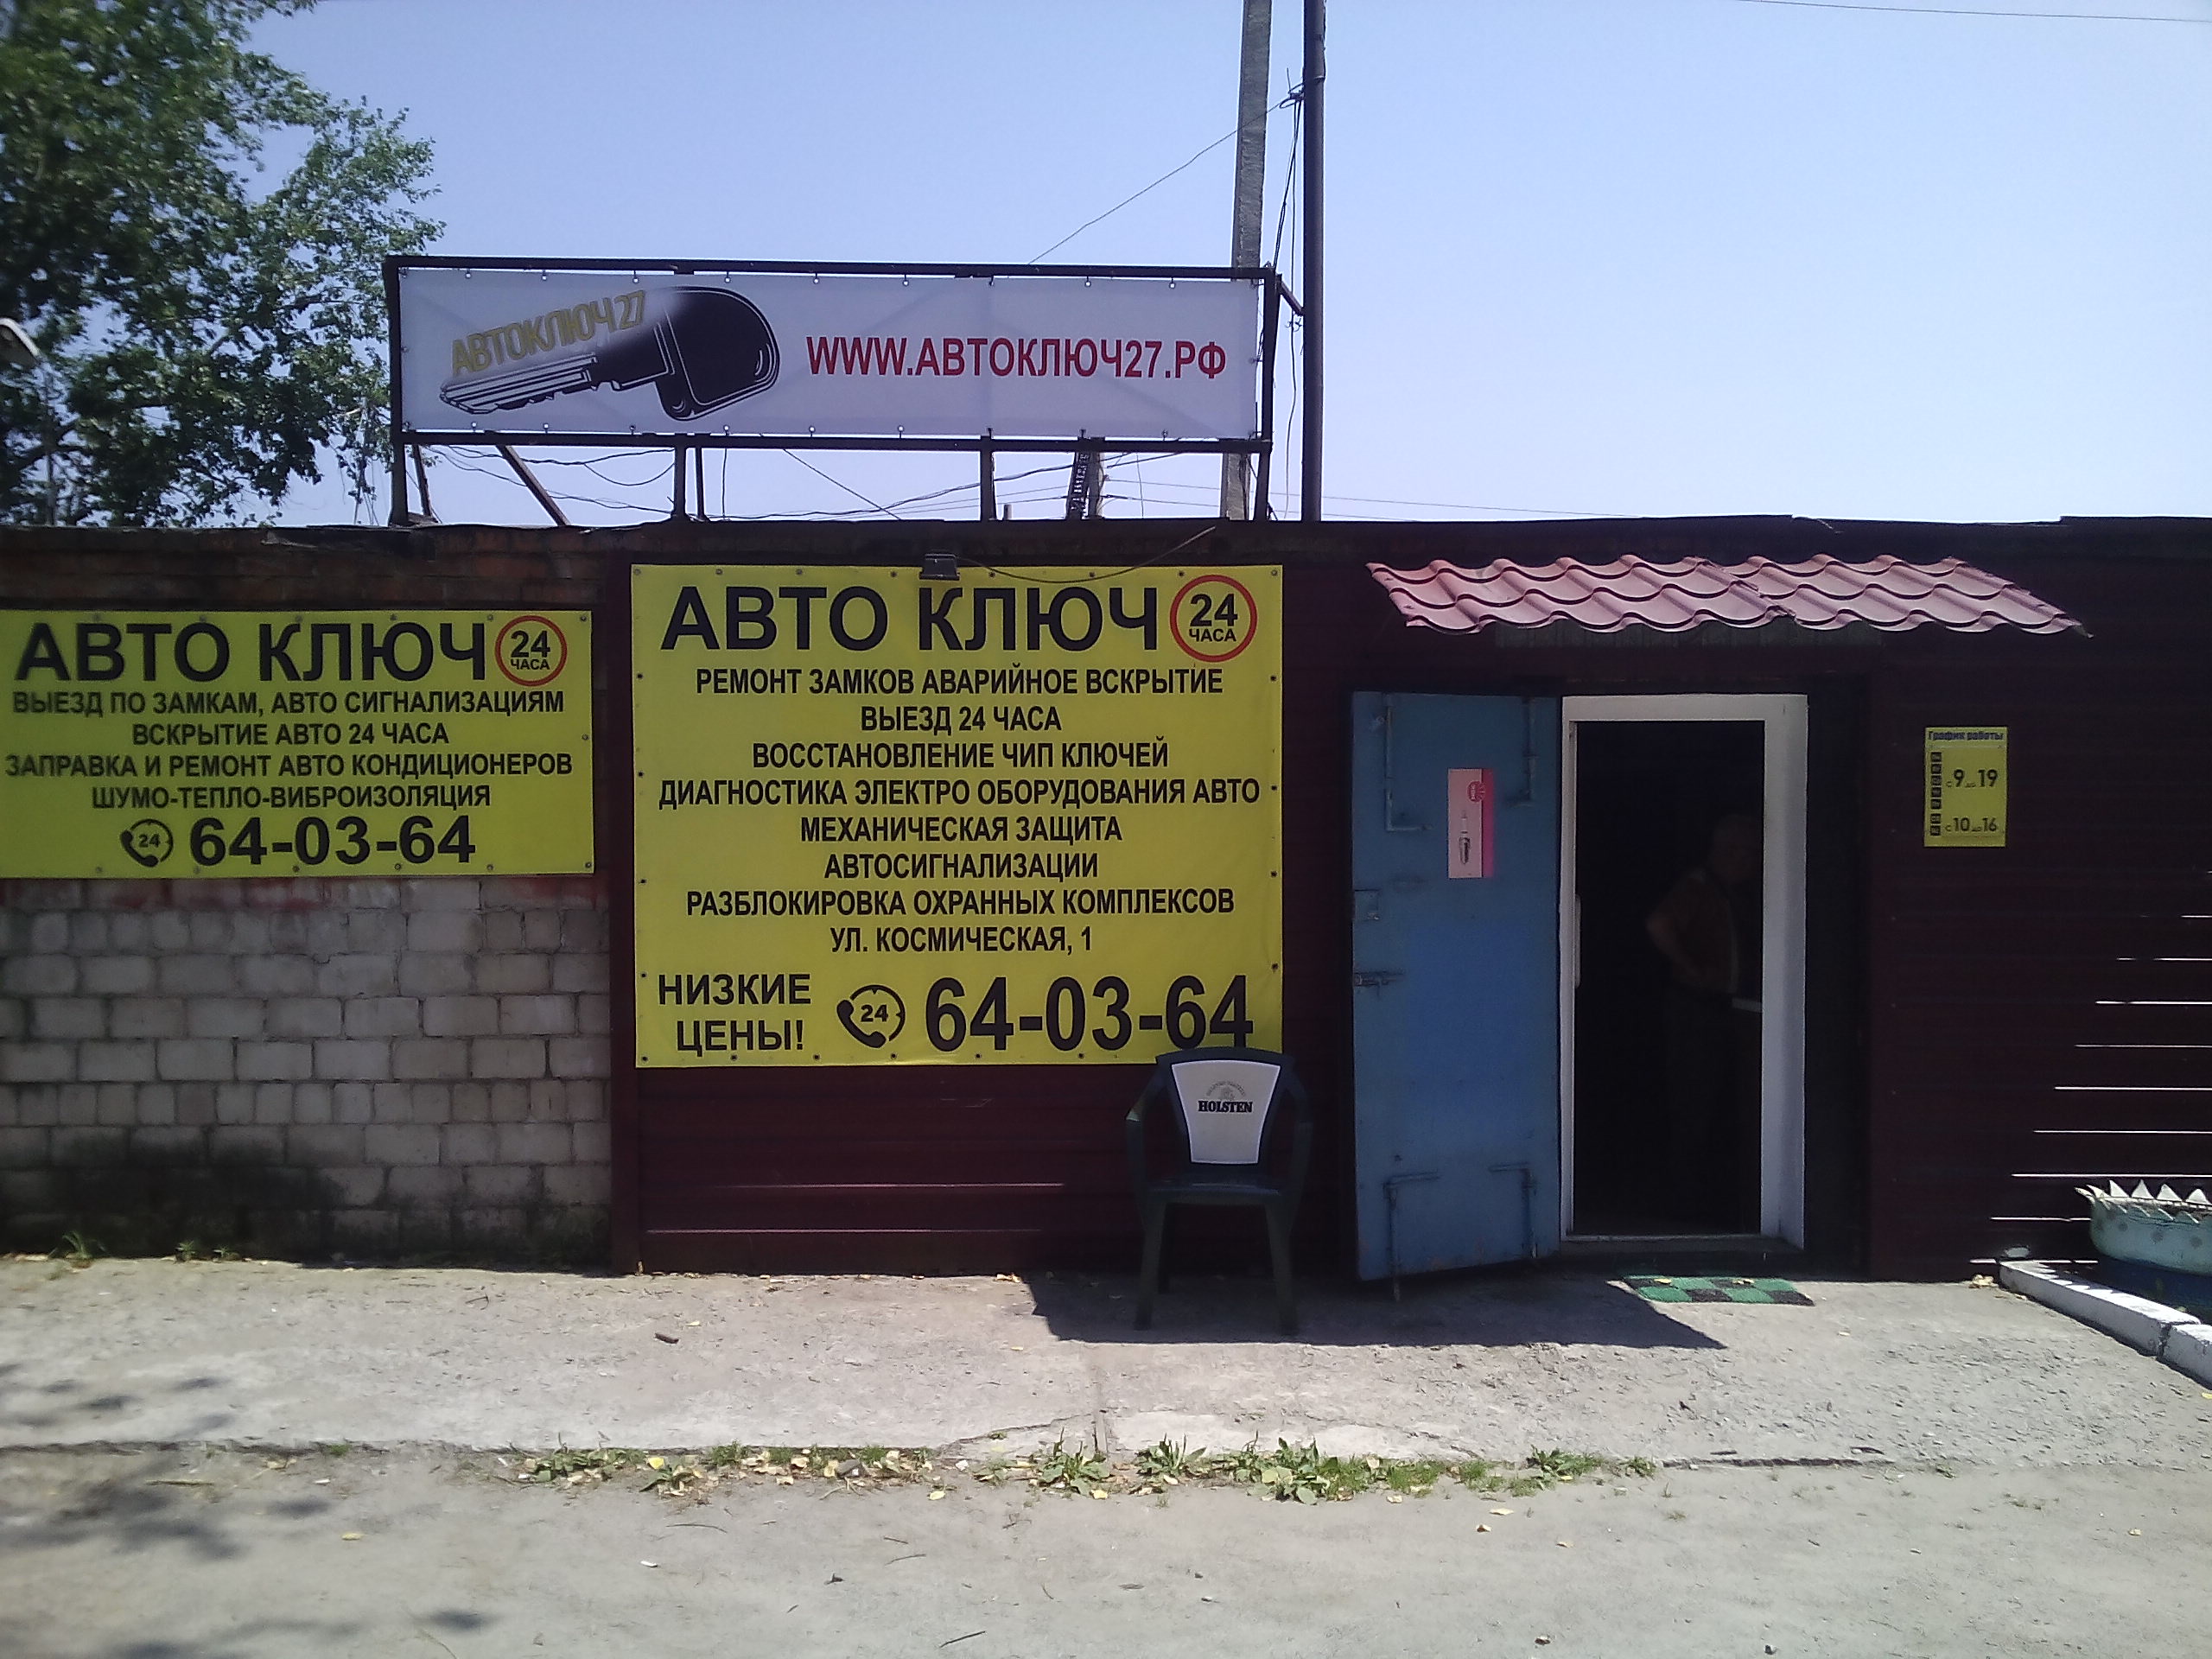 АВТОКЛЮЧ27
WWW.АВТОКЛЮЧ27.РФ
АВТО КЛЮЧ 24 ЧАСА
ВЫЕЗД ПО ЗАМКАМ, АВТО СИГНАЛИЗАЦИЯМ
ВСКРЫТИЕ АВТО 24 ЧАСА
ЗАПРАВКА И РЕМОНТ АВТО КОНДИЦИОНЕРОВ
ШУМО-ТЕПЛО-ВИБРОИЗОЛЯЦИЯ
24 64-03-64
АВТО КЛЮЧ 24 ЧАСА
РЕМОНТ ЗАМКОВ АВАРИЙНОЕ ВСКРЫТИЕ
ВЫЕЗД 24 ЧАСА
ВОССТАНОВЛЕНИЕ ЧИП КЛЮЧЕЙ
ДИАГНОСТИКА ЭЛЕКТРО ОБОРУДОВАНИЯ АВТО
МЕХАНИЧЕСКАЯ ЗАЩИТА
АВТОСИГНАЛИЗАЦИИ
РАЗБЛОКИРОВКА ОХРАННЫХ КОМПЛЕКСОВ
УЛ. КОСМИЧЕСКАЯ, 1
НИЗКИЕ
ЦЕНЫ! 24 64-03-64
HOLSTEN
График работы
с 9 до 19
с 10 до 16